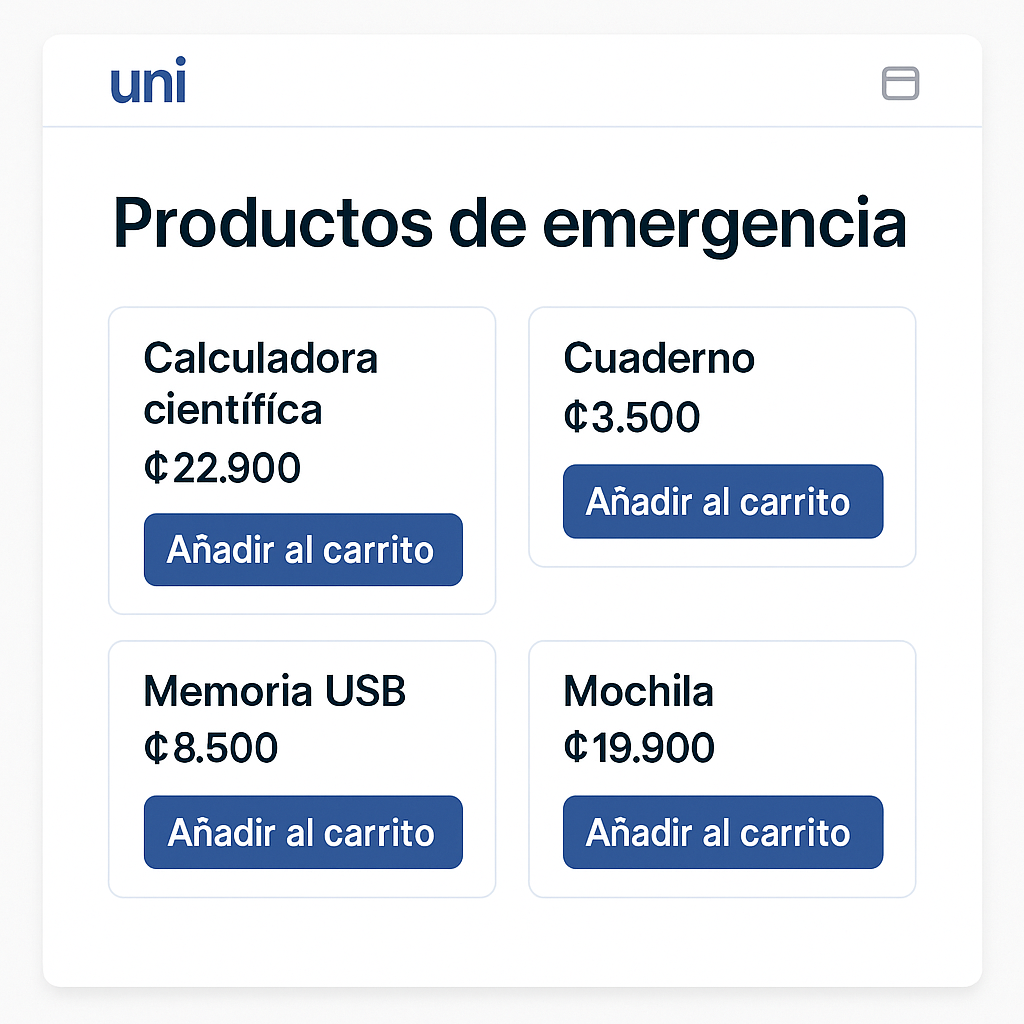 uni
Productos de emergencia
Calculadora
científíca
₵22.900
Añadir al carrito
Cuaderno
₵3.500
Añadir al carrito
Memoria USB
₵8.500
Añadir al carrito
Mochila
₵19.900
Añadir al carrito